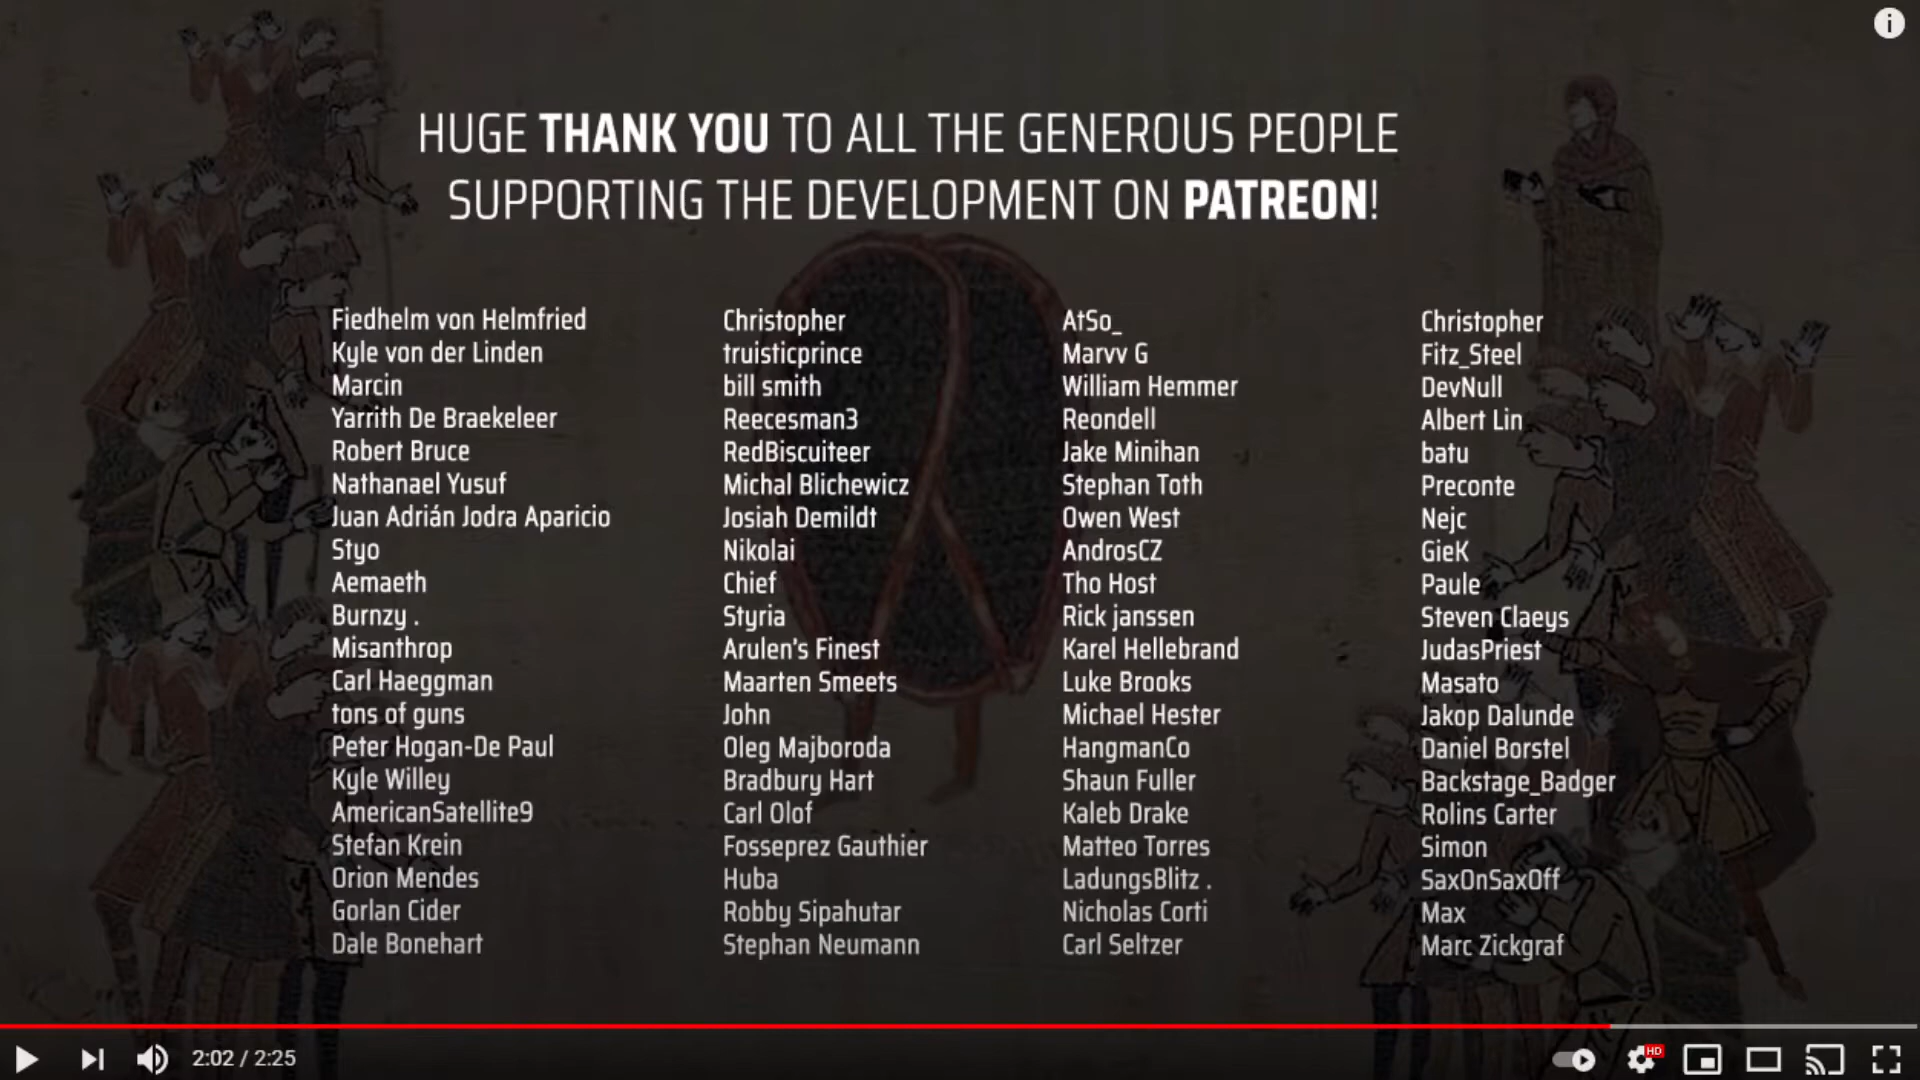 HUGE THANK YOU TO ALL THE GENEROUS PEOPLE
SUPPORTING THE DEVELOPMENT ON PATREON!
Fiedhelm von Helmfried
Kyle von der Linden
Marcin
Yarrith De Braekeleer
Robert Bruce
Nathanael Yusuf
Juan Adrián Jodra Aparicio
Styo
Aemaeth
Burnzy .
Misanthrop
Carl Haeggman
tons of guns
Peter Hogan-De Paul
Kyle Willey
AmericanSatellite9
Stefan Krein
Orion Mendes
Gorlan Cider
Dale Bonehart
Christopher
truisticprince
bill smith
Reecesman3
RedBiscuiteer
Michal Blichewicz
Josiah Demildt
Nikolai
Chief
Styria
Arulen's Finest
Maarten Smeets
John
Oleg Majboroda
Bradbury Hart
Carl Olof
Fosseprez Gauthier
Huba
Robby Sipahutar
Stephan Neumann
AtSo_
Marvv G
William Hemmer
Reondell
Jake Minihan
Stephan Toth
Owen West
AndrosCZ
Tho Host
Rick janssen
Karel Hellebrand
Luke Brooks
Michael Hester
HangmanCo
Shaun Fuller
Kaleb Drake
Matteo Torres
LadungsBlitz .
Nicholas Corti
Carl Seltzer
Christopher
Fitz_Steel
DevNull
Albert Lin
batu
Preconte
Nejc
GieK
Paule
Steven Claeys
JudasPriest
Masato
Jakop Dalunde
Daniel Borstel
Backstage_Badger
Rolins Carter
Simon
SaxOnSaxOff
Max
Marc Zickgraf
2:02 / 2:25
HD